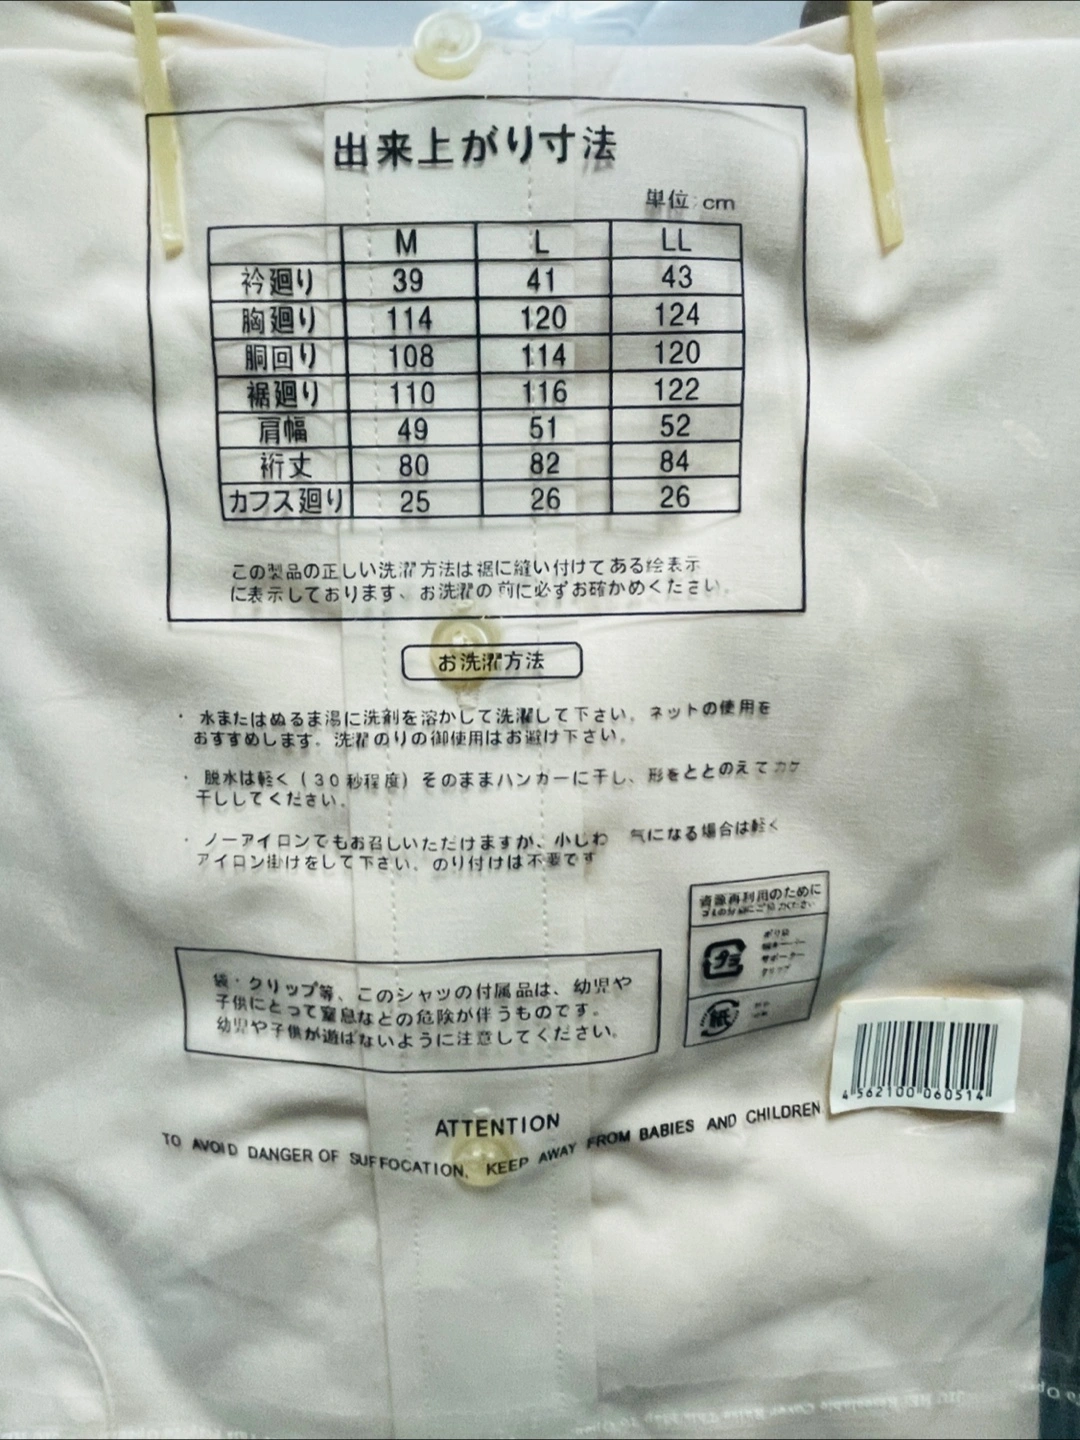 出来上がり寸法
単位:cm
M L LL
衿廻り 39 41 43
胸廻り 114 120 124
胴回り 108 114 120
裾廻り 110 116 122
肩幅 49 51 52
裄丈 80 82 84
カフス廻り 25 26 26
この製品の正しい洗濯方法は裾に縫い付けてある絵表示
に表示しております、お洗濯の前に必ずお確かめください。
お洗濯方法
・水またはぬるま湯に洗剤を溶かして洗濯して下さい。ネットの使用を
おすすめします。洗濯のりの御使用はお避け下さい。
・脱水は軽く(30秒程度)そのままハンガーに干し、形をととのえてカゲ
干ししてください。
・ノーアイロンでもお召しいただけますが、小じわ 気になる場合は軽く
アイロン掛けをして下さい。のり付けは不要です
資源再利用のために
プラ
紙
袋・クリップ等、このシャツの付属品は、幼児や
子供にとって窒息などの危険が伴うものです。
幼児や子供が遊ばないように注意してください。
4 562100 060514
ATTENTION
TO AVOID DANGER OF SUFFOCATION, KEEP AWAY FROM BABIES AND CHILDREN